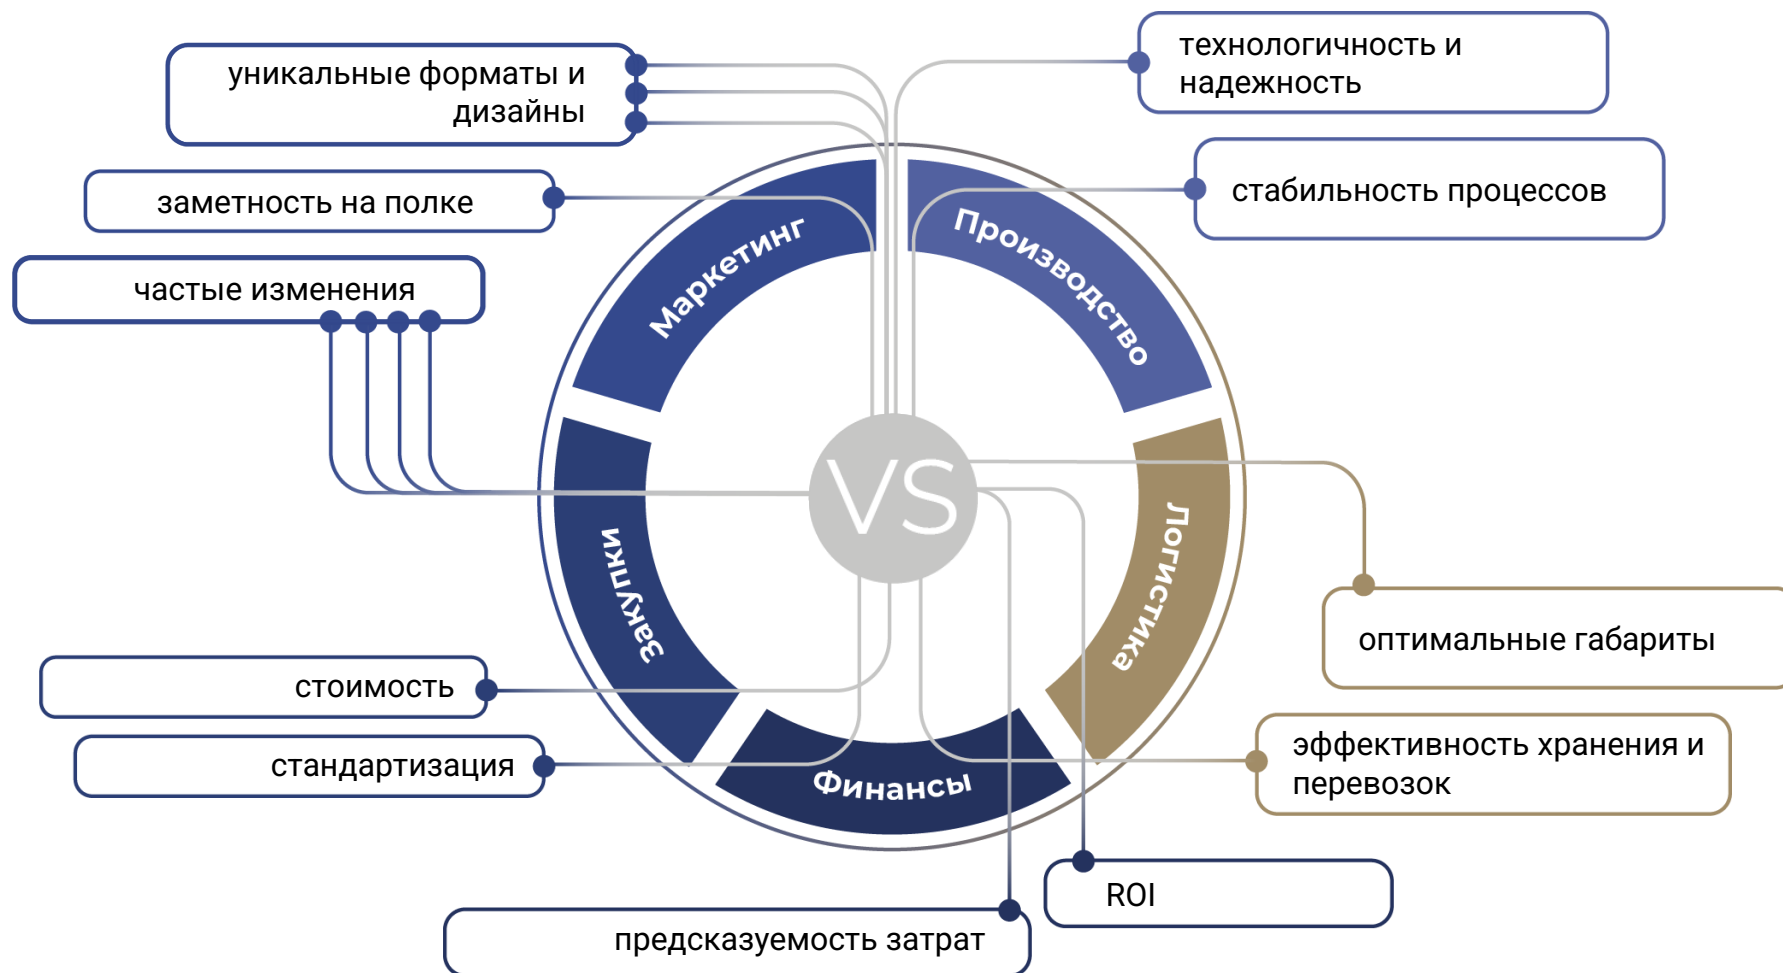 уникальные форматы и
дизайны
заметность на полке
частые изменения
технологичность и
надежность
стабильность процессов
Маркетинг
Производство
Закупки
Логистика
Финансы
VS
стоимость
стандартизация
оптимальные габариты
эффективность хранения и
перевозок
ROI
предсказуемость затрат